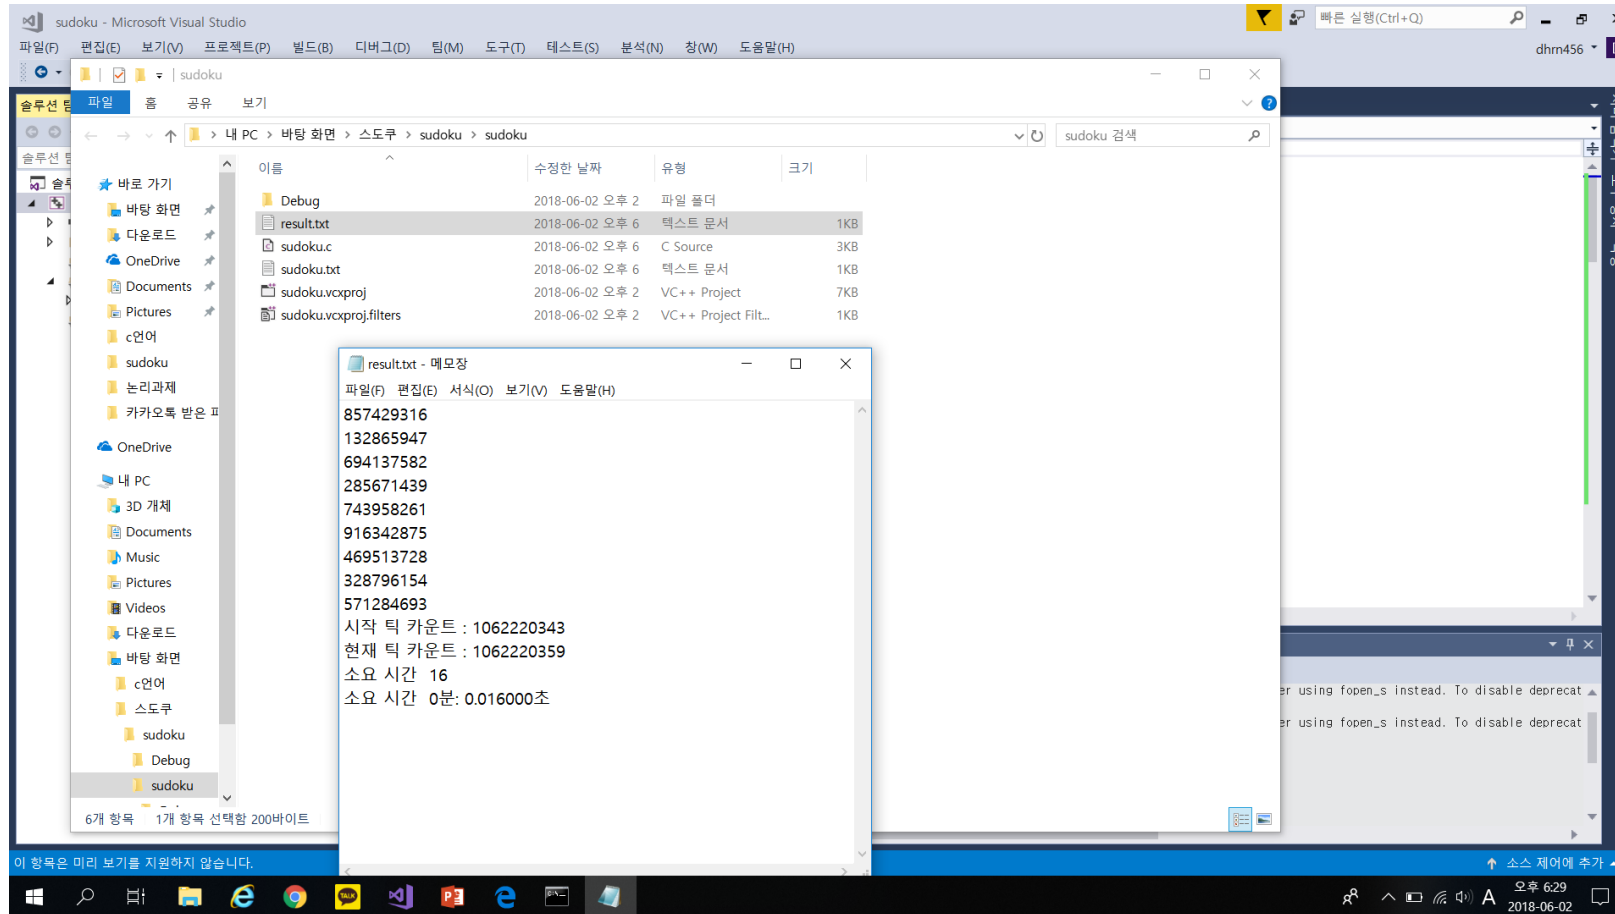 sudoku - Microsoft Visual Studio
빠른 실행(Ctrl+Q)
파일(F) 편집(E) 보기(V) 프로젝트(P) 빌드(B) 디버그(D) 팀(M) 도구(T) 테스트(S) 분석(N) 창(W) 도움말(H)
dhrn456
sudoku
솔루션
파일 홈 공유 보기
내 PC > 바탕 화면 > 스도쿠 > sudoku > sudoku
sudoku 검색
솔루션
이름 수정한 날짜 유형 크기
Debug 2018-06-02 오후 2 파일 폴더
result.txt 2018-06-02 오후 6 텍스트 문서 1KB
sudoku.c 2018-06-02 오후 6 C Source 3KB
sudoku.txt 2018-06-02 오후 6 텍스트 문서 1KB
sudoku.vcxproj 2018-06-02 오후 2 VC++ Project 7KB
sudoku.vcxproj.filters 2018-06-02 오후 2 VC++ Project Filt... 1KB
바로 가기
바탕 화면
다운로드
OneDrive
Documents
Pictures
c언어
sudoku
논리과제
카카오톡 받은
OneDrive
내 PC
3D 개체
Documents
Music
Pictures
Videos
다운로드
바탕 화면
c언어
스도쿠
sudoku
Debug
sudoku
6개 항목 1개 항목 선택함 200바이트
result.txt - 메모장
파일(F) 편집(E) 서식(O) 보기(V) 도움말(H)
857429316
132865947
694137582
285671439
743958261
916342875
469513728
328796154
571284693
시작 틱 카운트 : 1062220343
현재 틱 카운트 : 1062220359
소요 시간 16
소요 시간 0분: 0.016000초
er using fopen_s instead. To disable deprecat
er using fopen_s instead. To disable deprecat
이 항목은 미리 보기를 지원하지 않습니다.
소스 제어에 추가
TALK
A
오후 6:29
2018-06-02